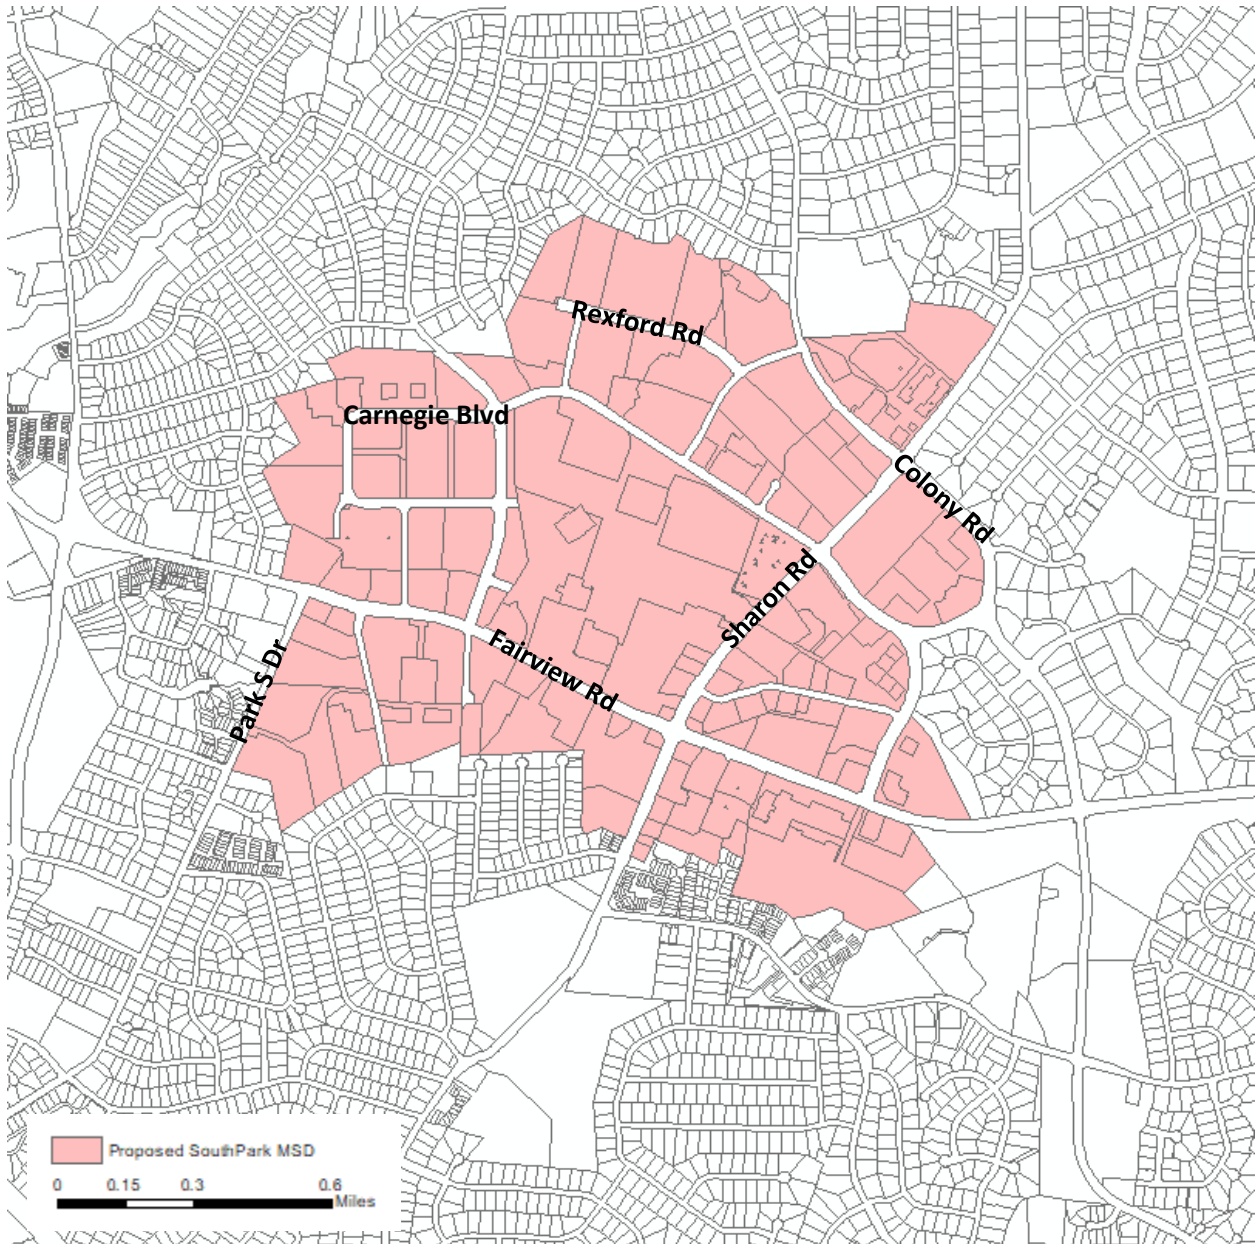 Rexford Rd
Carnegie Blvd
Colony Rd
Sharon Rd
Fairview Rd
Park S Dr
Proposed SouthPark MSD
0 0.15 0.3 0.6
Miles